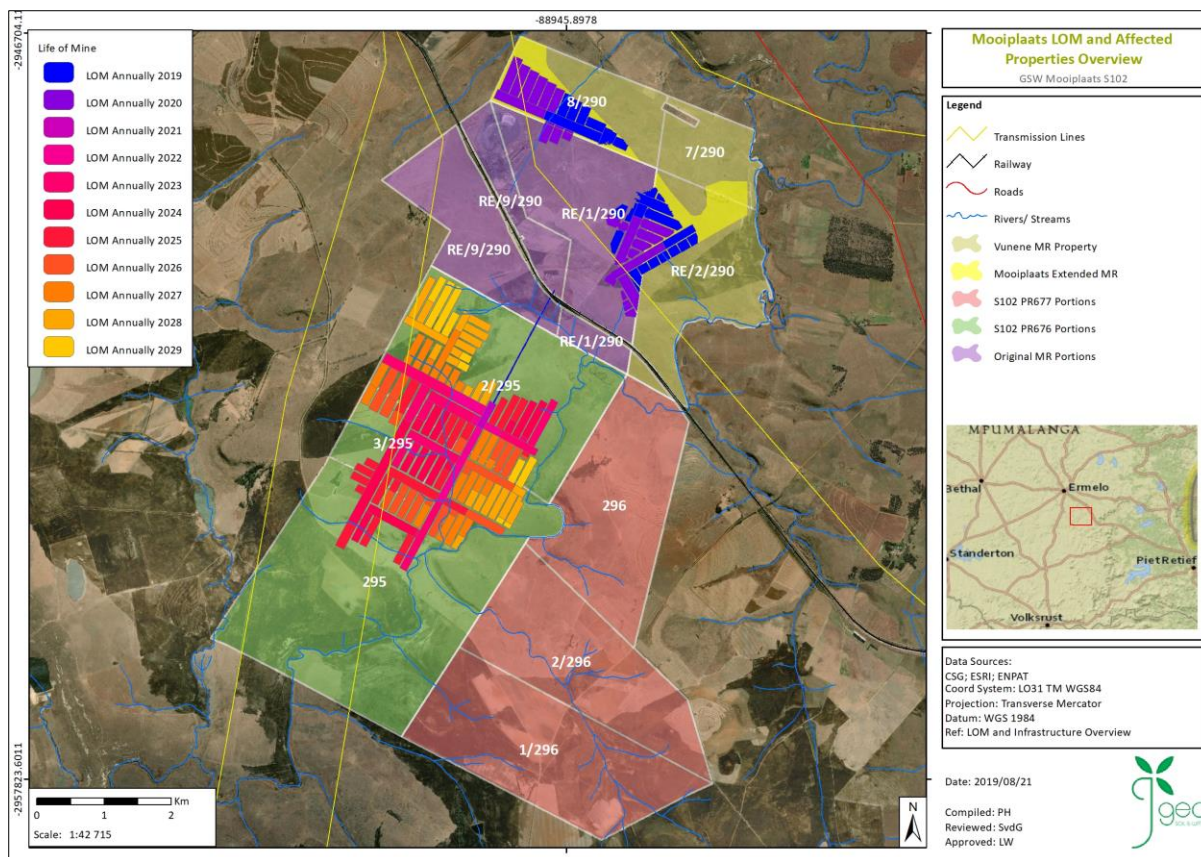 -2946704.11
-88945.8978
Life of Mine
LOM Annually 2019
LOM Annually 2020
LOM Annually 2021
LOM Annually 2022
LOM Annually 2023
LOM Annually 2024
LOM Annually 2025
LOM Annually 2026
LOM Annually 2027
LOM Annually 2028
LOM Annually 2029
8/290
7/290
RE/9/290
RE/1/290
RE/9/290
RE/2/290
RE/1/290
2/295
3/295
296
295
2/296
1/296
-2957823.6011
Km
0 1 2
Scale: 1:42 715
N
Mooiplaats LOM and Affected
Properties Overview
GSW Mooiplaats S102
Legend
Transmission Lines
Railway
Roads
Rivers/ Streams
Vunene MR Property
Mooiplaats Extended MR
S102 PR677 Portions
S102 PR676 Portions
Original MR Portions
MPUMALANGA
Bethal
Ermelo
Standerton
Piet Retief
Volksrust
Data Sources:
CSG; ESRI; ENPAT
Coord System: LO31 TM WGS84
Projection: Transverse Mercator
Datum: WGS 1984
Ref: LOM and Infrastructure Overview
Date: 2019/08/21
Compiled: PH
Reviewed: SvdG
Approved: LW
geo